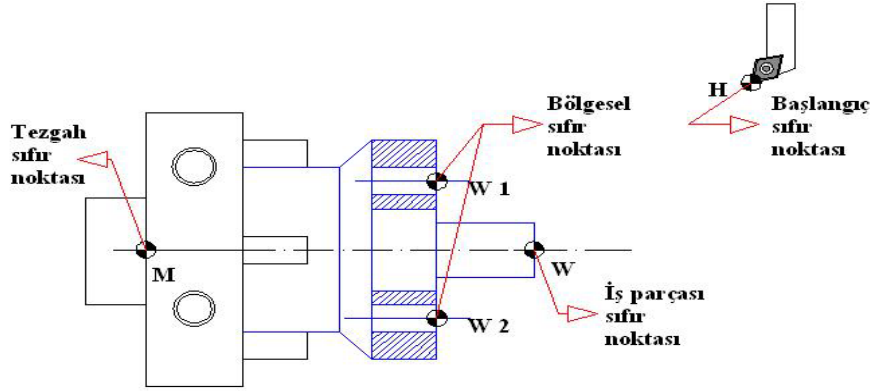 Tezgah
sıfır
noktası
M
Bölgesel
sıfır
noktası
W 1
W
W 2
İş parçası
sıfır
noktası
H
Başlangıç
sıfır
noktası